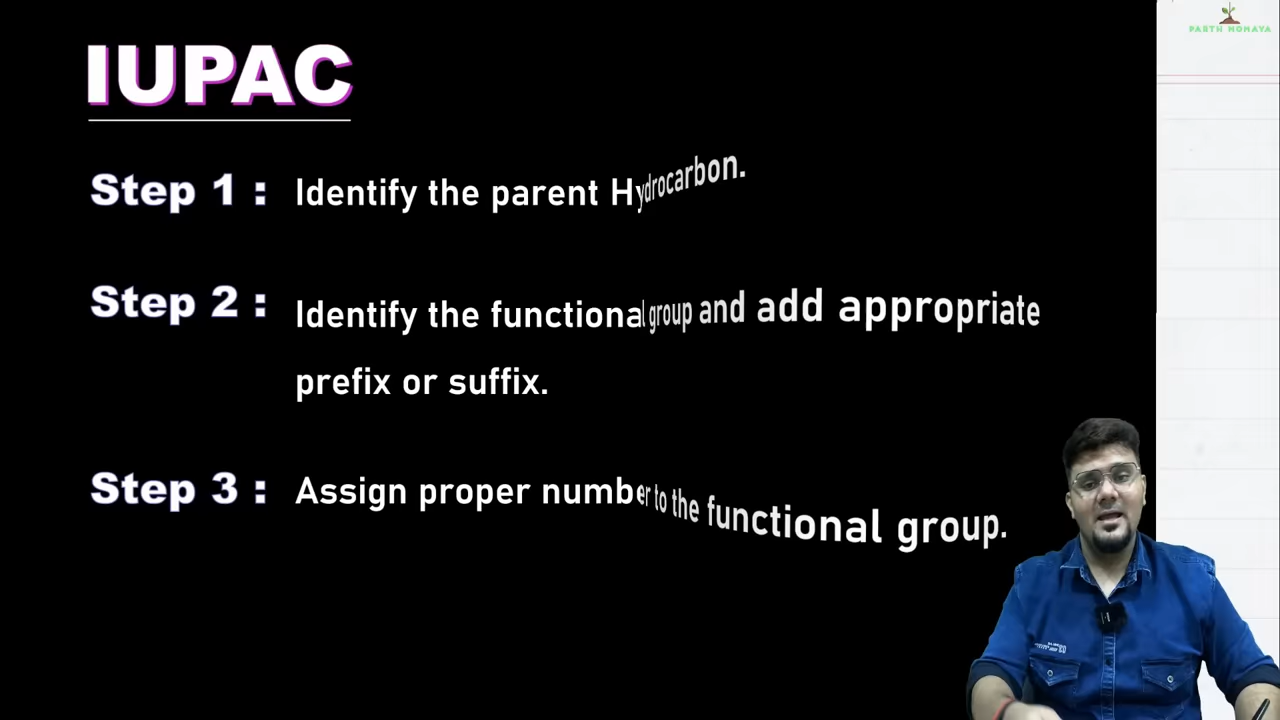 IUPAC
PARTH MOMAYA
Step 1 : Identify the parent Hydrocarbon.
Step 2 : Identify the functional group and add appropriate
prefix or suffix.
Step 3 : Assign proper number to the functional group.